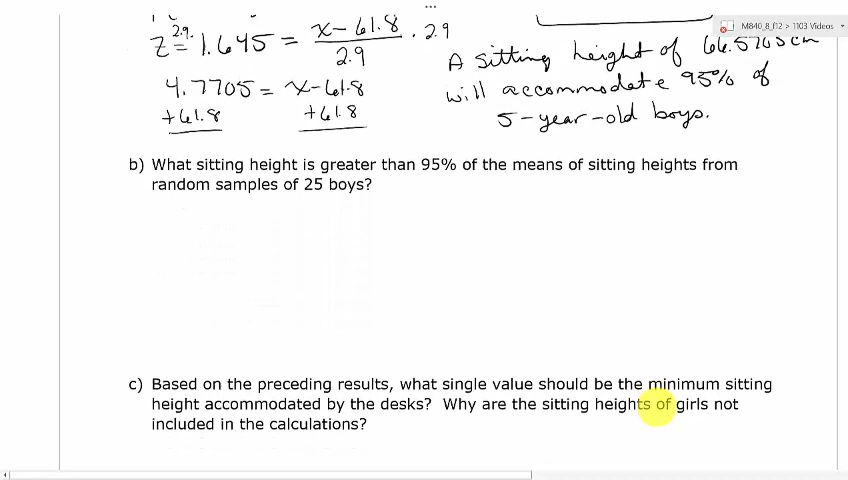 M840_8_f12 > 1103 Videos
2.9 · z = 1.645 = x - 61.8 / 2.9 · 2.9
4.7705 = x - 61.8
+61.8 +61.8
A sitting height of 66.5705 cm
will accommodate 95% of
5-year-old boys.
b) What sitting height is greater than 95% of the means of sitting heights from
random samples of 25 boys?
c) Based on the preceding results, what single value should be the minimum sitting
height accommodated by the desks? Why are the sitting heights of girls not
included in the calculations?